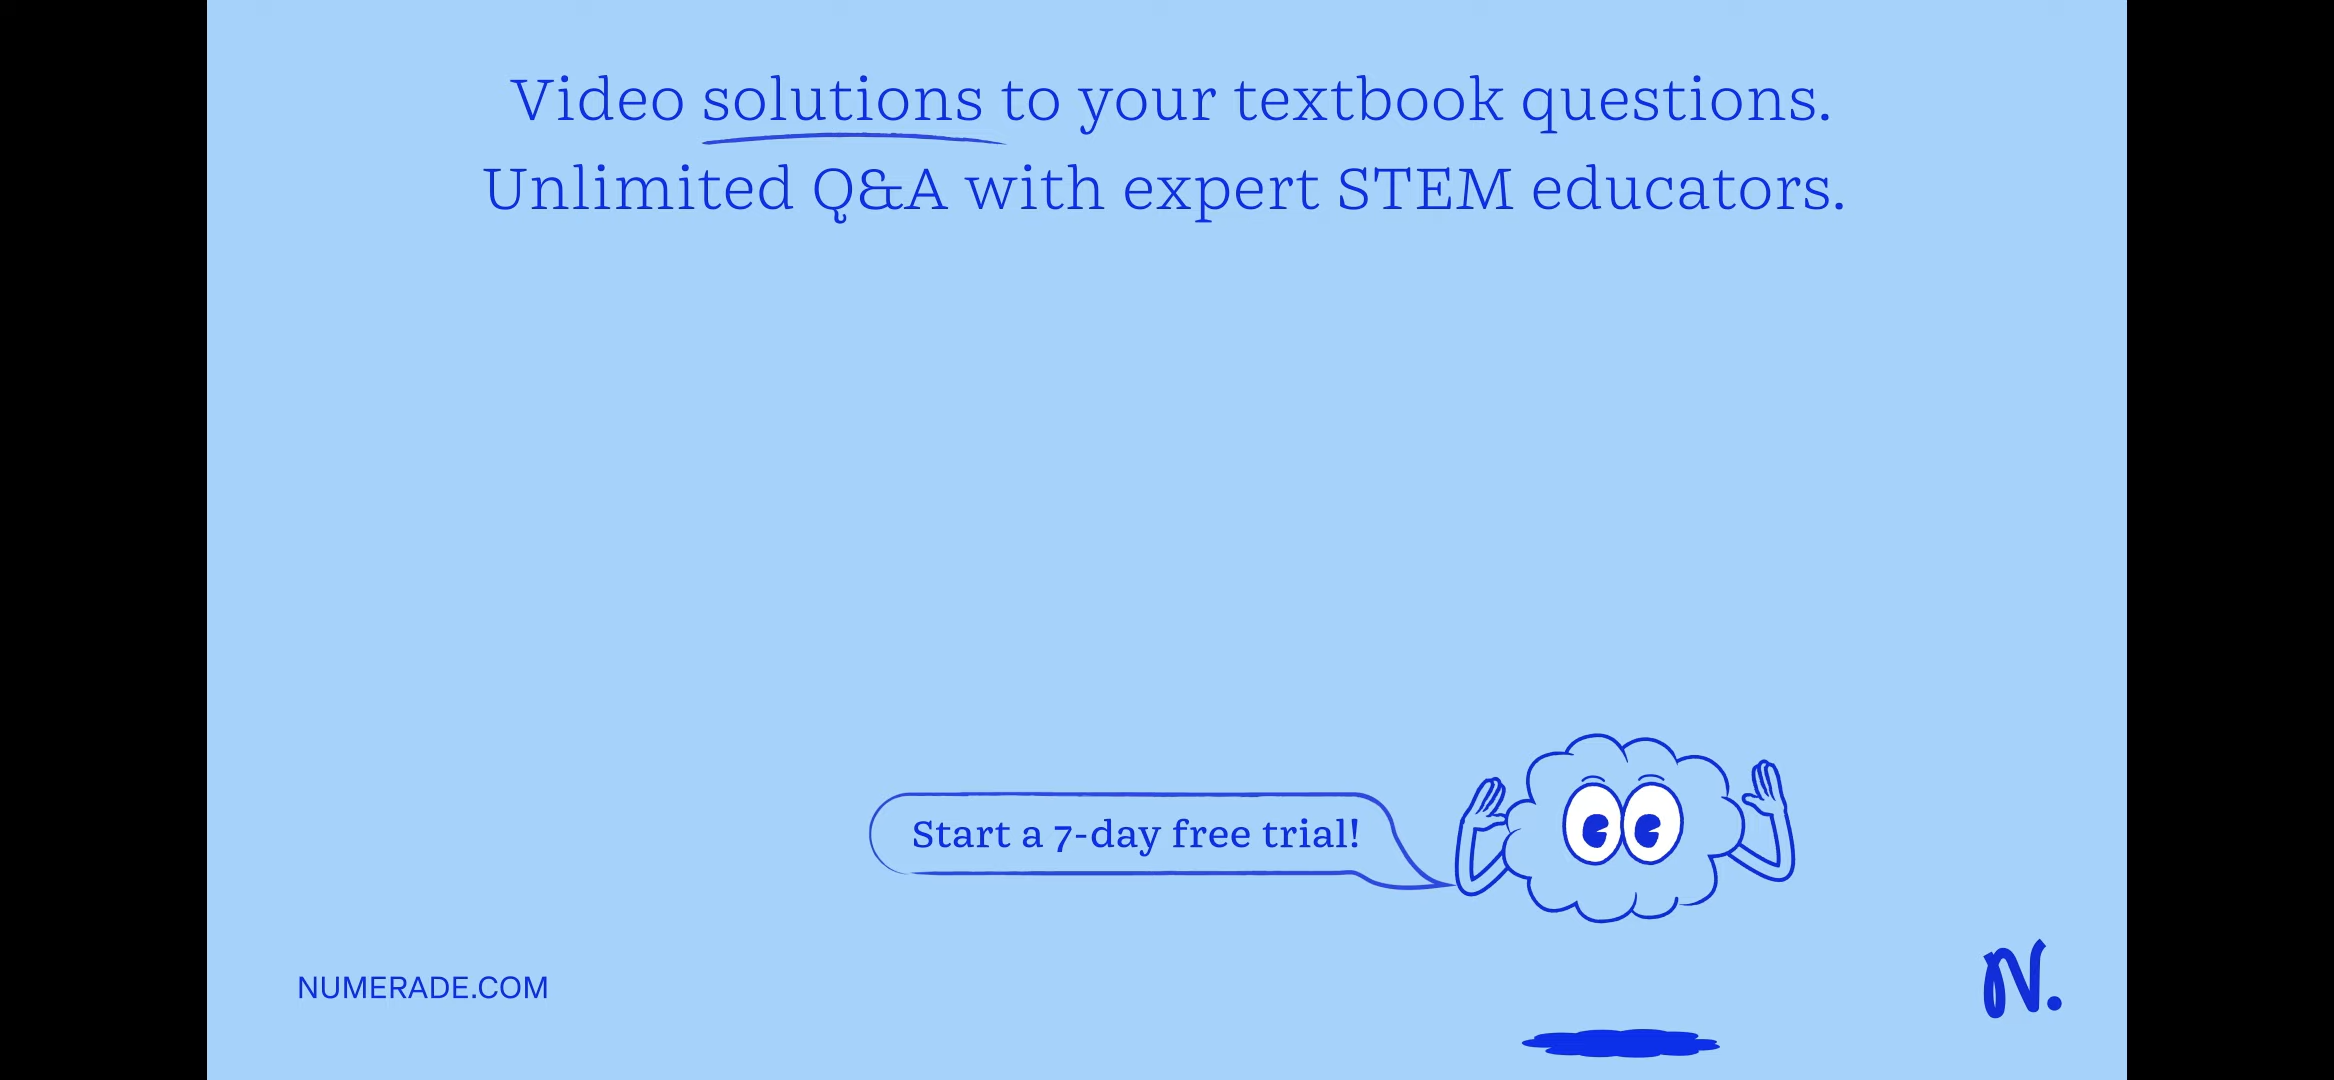 Video solutions to your textbook questions.
Unlimited Q&A with expert STEM educators.
Start a 7-day free trial!
NUMERADE.COM
N.